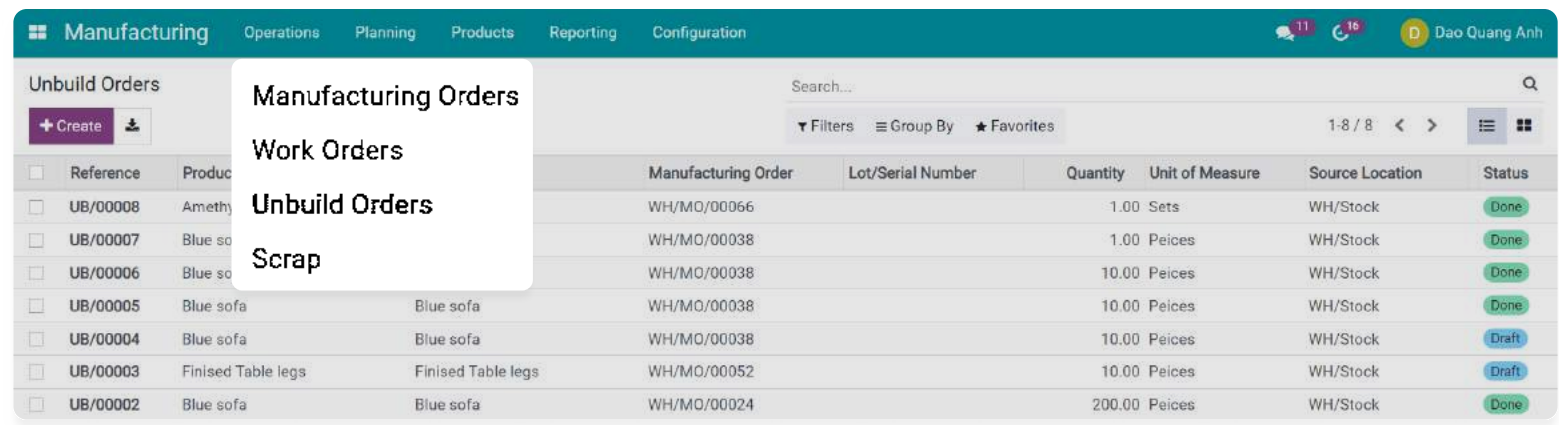 Manufacturing Operations Planning Products Reporting Configuration 11 16 D Dao Quang Anh
Unbuild Orders Search...
Manufacturing Orders
Create Filters Group By Favorites 1-8 / 8
Work Orders
Reference Manufacturing Order Lot/Serial Number Quantity Unit of Measure Source Location Status
UB/00008 Unbuild Orders WH/MO/00066 1.00 Sets WH/Stock Done
UB/00007 Blue WH/MO/00038 1.00 Peices WH/Stock Done
Scrap
UB/00006 Blue WH/MO/00038 10.00 Peices WH/Stock Done
UB/00005 Blue sofa Blue sofa WH/MO/00038 10.00 Peices WH/Stock Done
UB/00004 Blue sofa Blue sofa WH/MO/00038 10.00 Peices WH/Stock Draft
UB/00003 Finised Table legs Finised Table legs WH/MO/00052 10.00 Peices WH/Stock Draft
UB/00002 Blue sofa Blue sofa WH/MO/00024 200.00 Peices WH/Stock Done